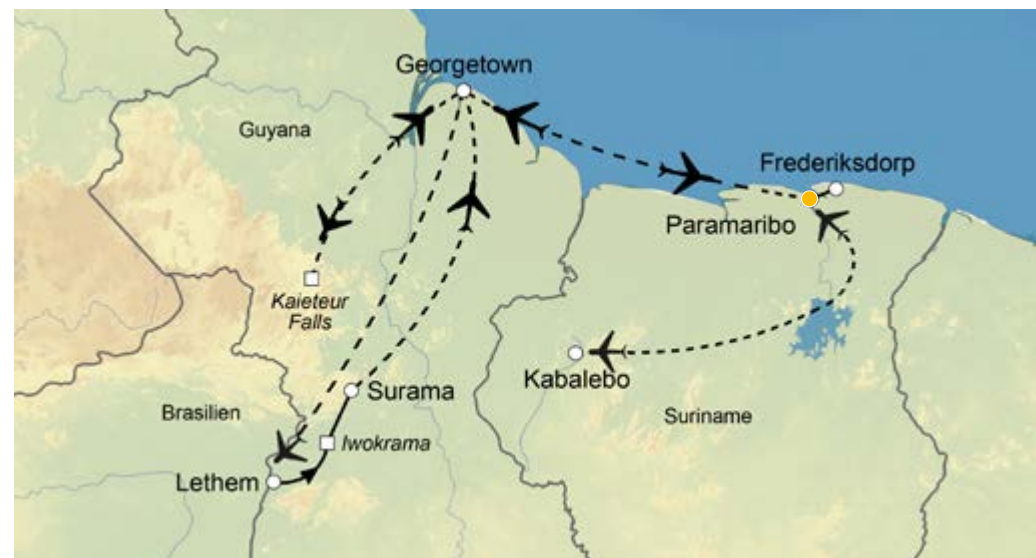 Georgetown
Guyana
Frederiksdorp
Paramaribo
Kaieteur
Falls
Kabalebo
Surama
Brasilien
Suriname
Iwokrama
Lethem